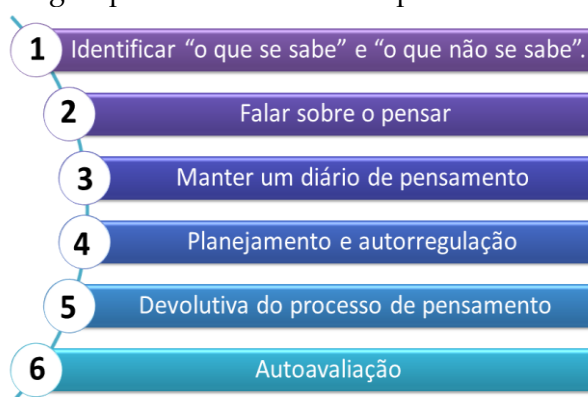 1 Identificar “o que se sabe” e “o que não se sabe”.
2 Falar sobre o pensar
3 Manter um diário de pensamento
4 Planejamento e autorregulação
5 Devolutiva do processo de pensamento
6 Autoavaliação